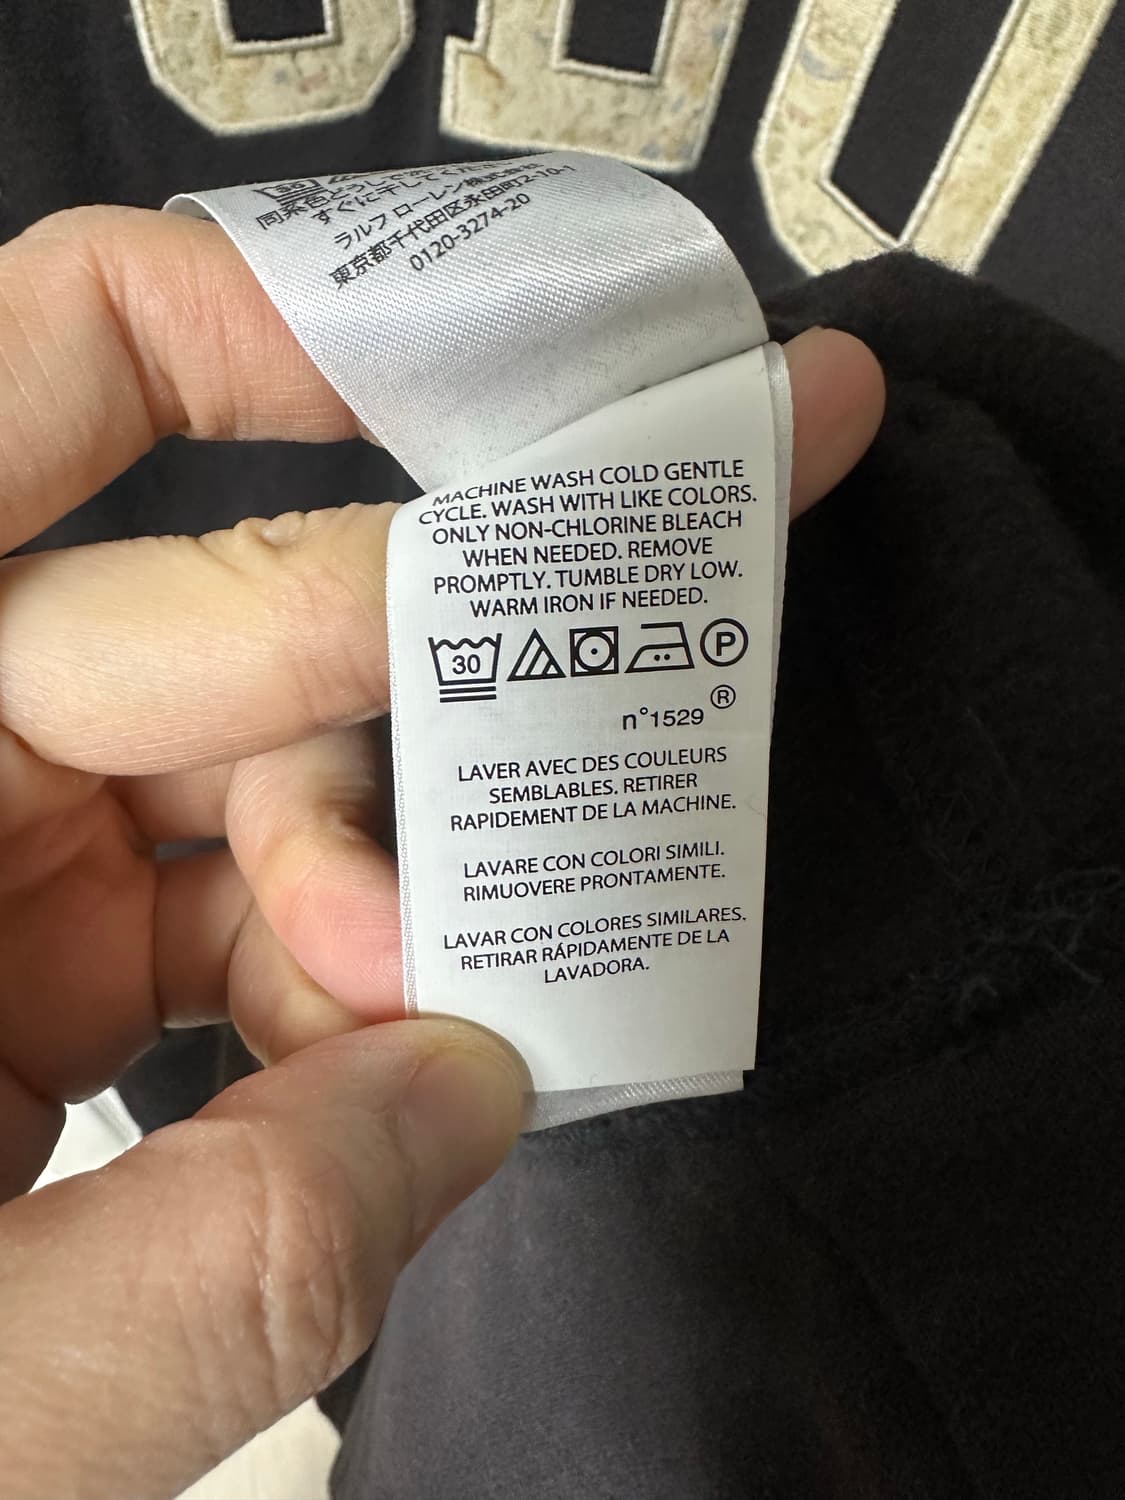 30
同系色どうしで洗
すぐに干してください
ラルフ ローレン株式会社
東京都千代田区永田町2-10-1
0120-3274-20
MACHINE WASH COLD GENTLE
CYCLE. WASH WITH LIKE COLORS.
ONLY NON-CHLORINE BLEACH
WHEN NEEDED. REMOVE
PROMPTLY. TUMBLE DRY LOW.
WARM IRON IF NEEDED.
30 P
®
n°1529
LAVER AVEC DES COULEURS
SEMBLABLES. RETIRER
RAPIDEMENT DE LA MACHINE.
LAVARE CON COLORI SIMILI.
RIMUOVERE PRONTAMENTE.
LAVAR CON COLORES SIMILARES.
RETIRAR RÁPIDAMENTE DE LA
LAVADORA.